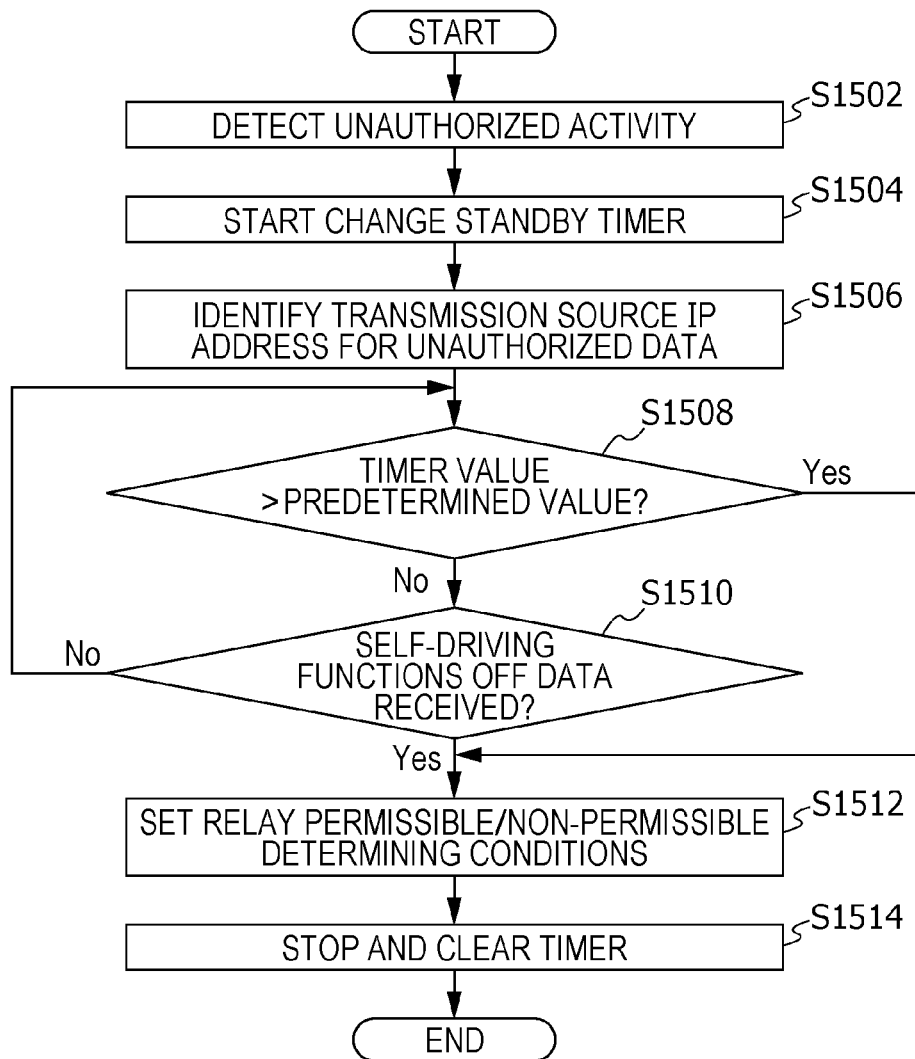 START
S1502
DETECT UNAUTHORIZED ACTIVITY
S1504
START CHANGE STANDBY TIMER
S1506
IDENTIFY TRANSMISSION SOURCE IP
ADDRESS FOR UNAUTHORIZED DATA
S1508
TIMER VALUE
>PREDETERMINED VALUE?
Yes
No
S1510
SELF-DRIVING
FUNCTIONS OFF DATA
RECEIVED?
No
Yes
S1512
SET RELAY PERMISSIBLE/NON-PERMISSIBLE
DETERMINING CONDITIONS
S1514
STOP AND CLEAR TIMER
END